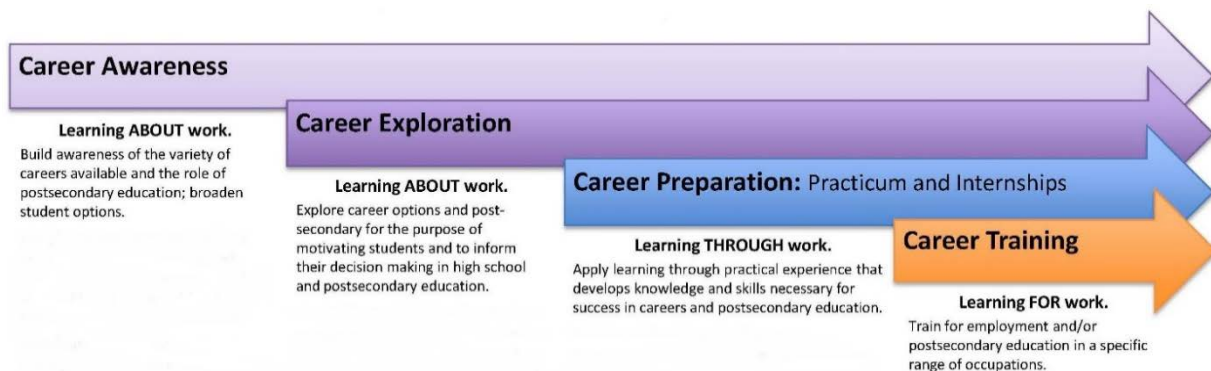 Career Awareness
Learning ABOUT work.
Build awareness of the variety of
careers available and the role of
postsecondary education; broaden
student options.
Career Exploration
Learning ABOUT work.
Explore career options and post-
secondary for the purpose of
motivating students and to inform
their decision making in high school
and postsecondary education.
Career Preparation: Practicum and Internships
Learning THROUGH work.
Apply learning through practical experience that
develops knowledge and skills necessary for
success in careers and postsecondary education.
Career Training
Learning FOR work.
Train for employment and/or
postsecondary education in a specific
range of occupations.